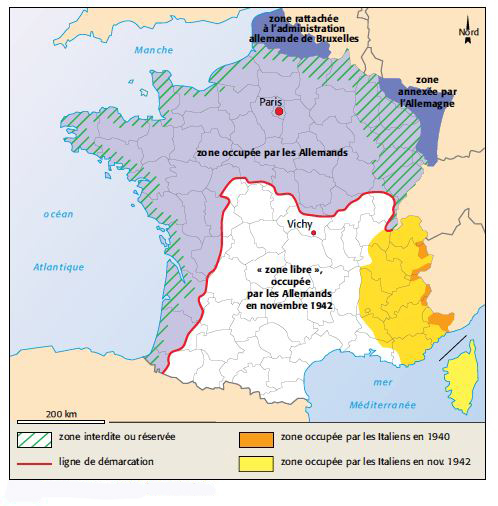 zone rattachée
à l'administration
allemande de Bruxelles
Nord
Manche
zone
annexée par
l'Allemagne
Paris
zone occupée par les Allemands
océan
Atlantique
Vichy
« zone libre »,
occupée
par les Allemands
en novembre 1942
mer
Méditerranée
200 km
zone interdite ou réservée
zone occupée par les Italiens en 1940
ligne de démarcation
zone occupée par les Italiens en nov. 1942